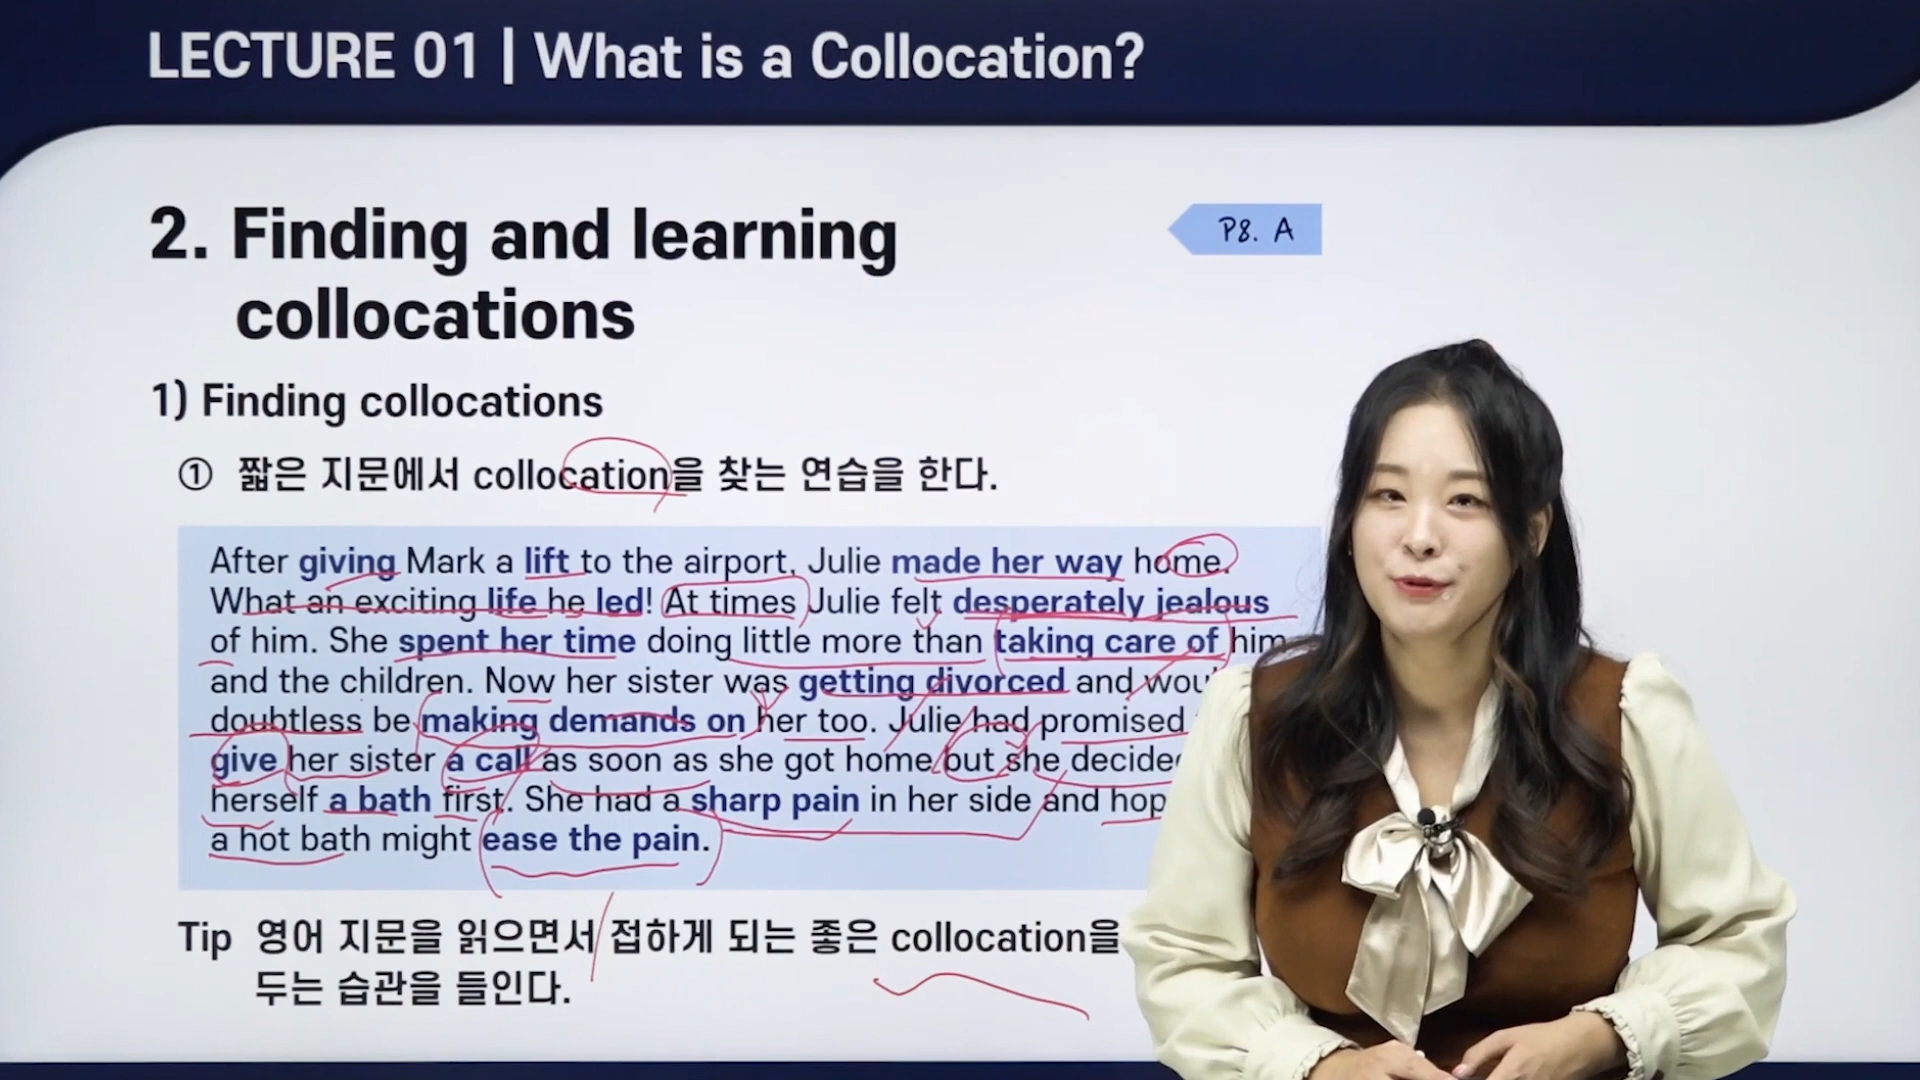 LECTURE 01 | What is a Collocation?
2. Finding and learning
collocations
P8. A
1) Finding collocations
① 짧은 지문에서 collocation을 찾는 연습을 한다.
After giving Mark a lift to the airport, Julie made her way home.
What an exciting life he led! At times Julie felt desperately jealous
of him. She spent her time doing little more than taking care of him
and the children. Now her sister was getting divorced and
doubtless be making demands on her too. Julie had promised
give her sister a call as soon as she got home but she
herself a bath first. She had a sharp pain in her side and
a hot bath might ease the pain.
Tip 영어 지문을 읽으면서 접하게 되는 좋은 collocation을
두는 습관을 들인다.